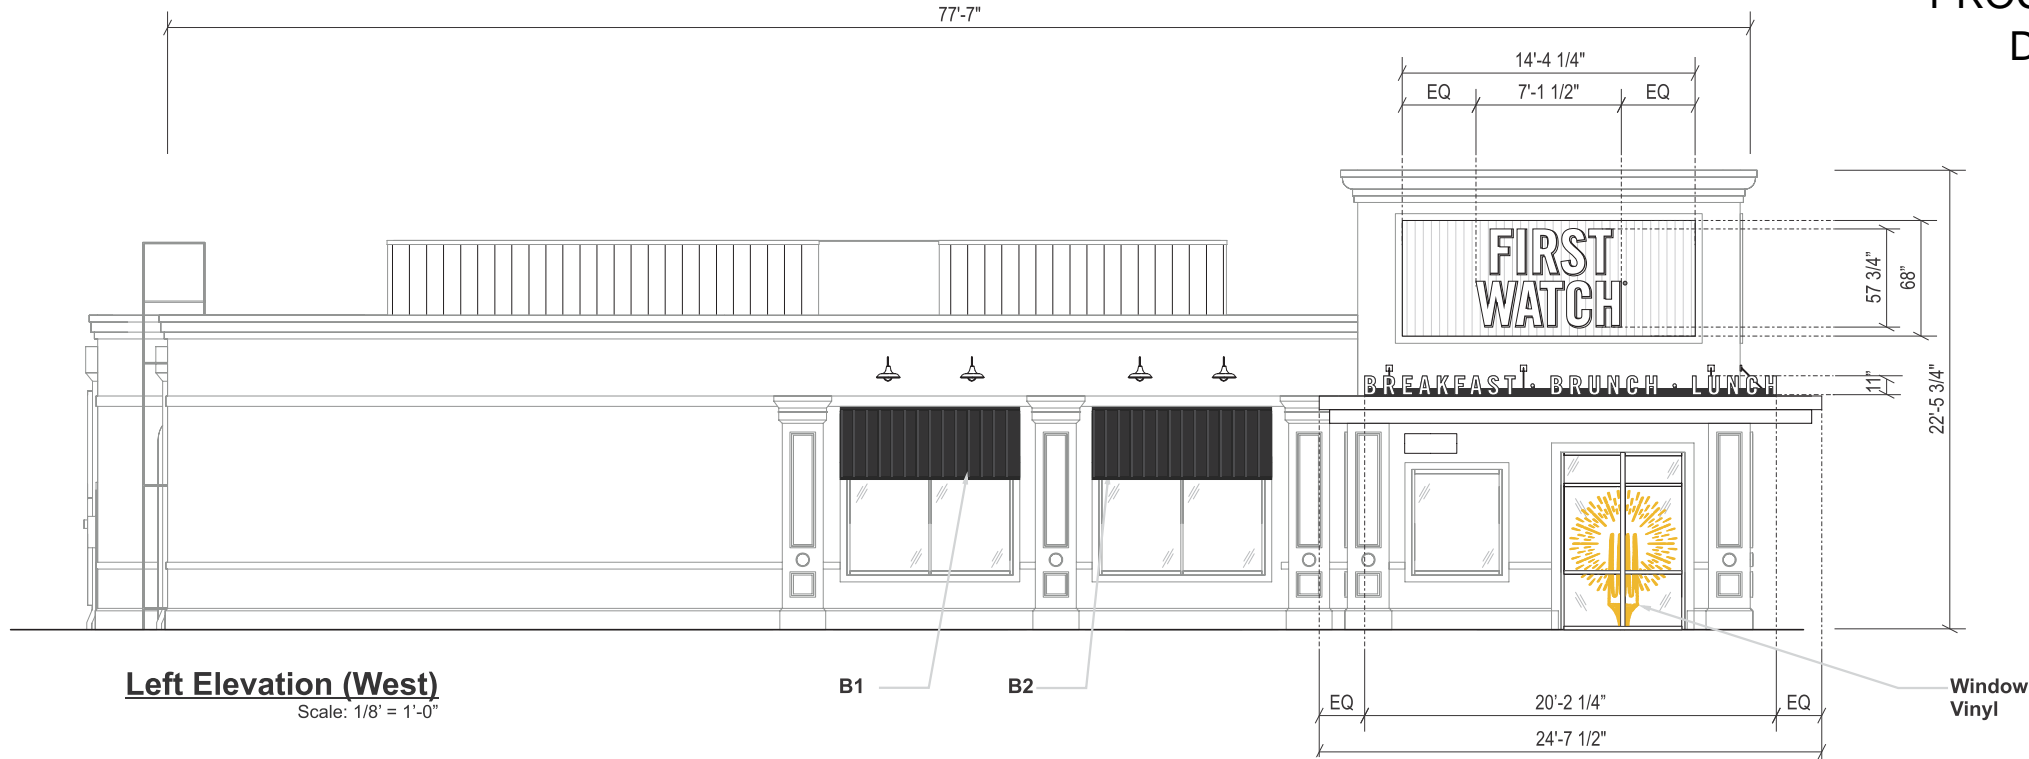 77'-7"
14'-4 1/4"
EQ 7'-1 1/2" EQ
FIRST
WATCH
57 3/4”
68”
BREAKFAST · BRUNCH · LUNCH
11”
22'-5 3/4"
Left Elevation (West)
Scale: 1/8’ = 1’-0”
B1
B2
Window
Vinyl
EQ 20’-2 1/4” EQ
24'-7 1/2"